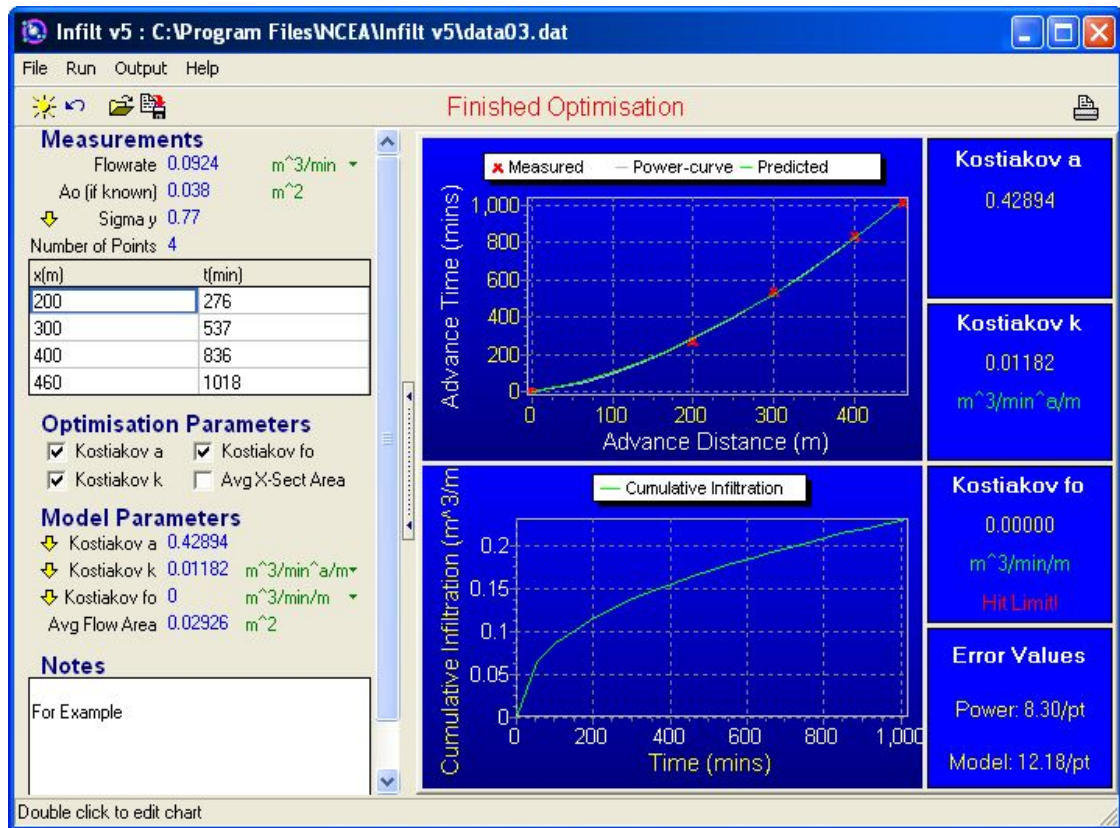 Infilt v5 : C:\Program Files\NCEA\Infilt v5\data03.dat
File Run Output Help
Finished Optimisation
Measurements
Flowrate 0.0924 m^3/min
Ao (if known) 0.038 m^2
Sigma y 0.77
Number of Points 4
x(m) t(min)
200 276
300 537
400 836
460 1018
Optimisation Parameters
Kostiakov a Kostiakov fo
Kostiakov k Avg X-Sect Area
Model Parameters
Kostiakov a 0.42894
Kostiakov k 0.01182 m^3/min^a/m
Kostiakov fo 0 m^3/min/m
Avg Flow Area 0.02926 m^2
Notes
For Example
Measured Power-curve Predicted
Advance Time (mins)
1,000
800
600
400
200
0
0 100 200 300 400
Advance Distance (m)
Cumulative Infiltration
Cumulative Infiltration (m^3/m
0.2
0.15
0.1
0.05
0
0 200 400 600 800 1,000
Time (mins)
Kostiakov a
0.42894
Kostiakov k
0.01182
m^3/min^a/m
Kostiakov fo
0.00000
m^3/min/m
Hit Limit!
Error Values
Power: 8.30/pt
Model: 12.18/pt
Double click to edit chart